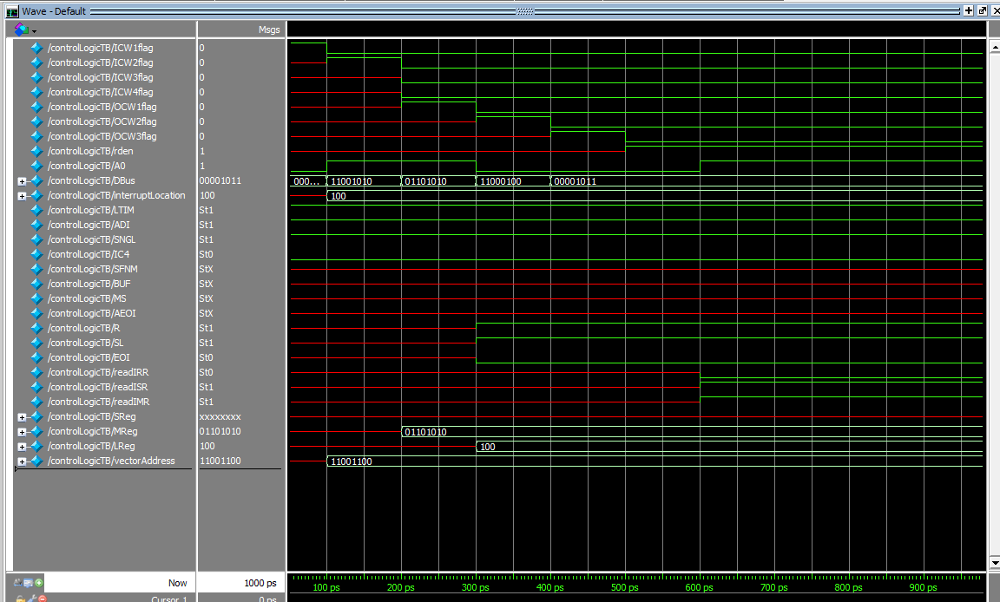 Wave - Default
Msgs
/controlLogicTB/ICW1flag 0
/controlLogicTB/ICW2flag 0
/controlLogicTB/ICW3flag 0
/controlLogicTB/ICW4flag 0
/controlLogicTB/OCW1flag 0
/controlLogicTB/OCW2flag 0
/controlLogicTB/OCW3flag 0
/controlLogicTB/rden 1
/controlLogicTB/A0 1
/controlLogicTB/DBus 00001011 000... 11001010 01101010 11000100 00001011
/controlLogicTB/interruptLocation 100 100
/controlLogicTB/LTIM St1
/controlLogicTB/ADI St1
/controlLogicTB/SNGL St1
/controlLogicTB/IC4 St0
/controlLogicTB/SFNM StX
/controlLogicTB/BUF StX
/controlLogicTB/MS StX
/controlLogicTB/AEOI StX
/controlLogicTB/R St1
/controlLogicTB/SL St1
/controlLogicTB/EOI St0
/controlLogicTB/readIRR St0
/controlLogicTB/readISR St1
/controlLogicTB/readIMR St1
/controlLogicTB/SReg xxxxxxxx
/controlLogicTB/MReg 01101010 01101010
/controlLogicTB/LReg 100 100
/controlLogicTB/vectorAddress 11001100 11001100
Now 1000 ps 100 ps 200 ps 300 ps 400 ps 500 ps 600 ps 700 ps 800 ps 900 ps
Cursor 1 0 ps